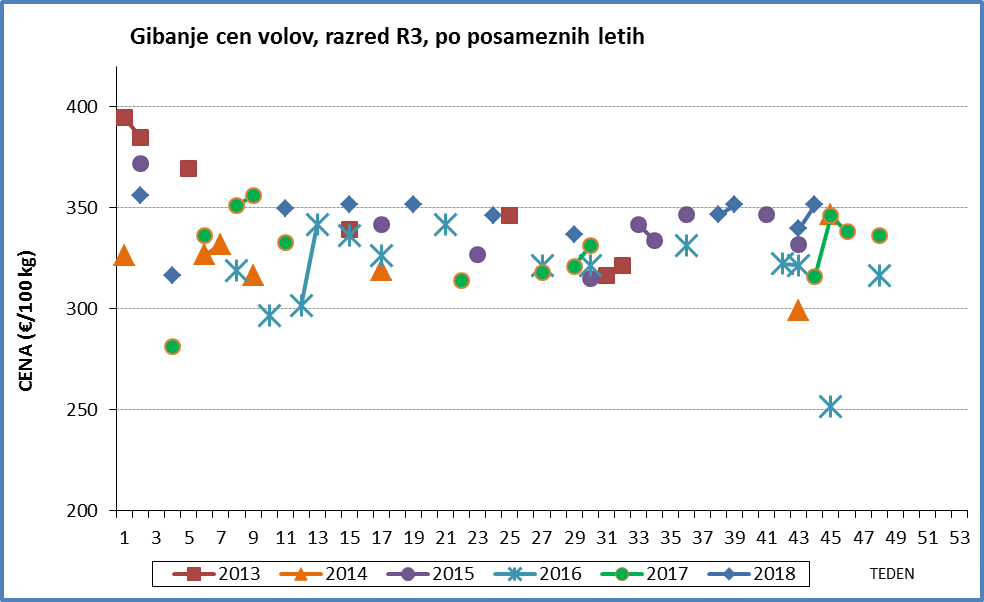 Gibanje cen volov, razred R3, po posameznih letih
CENA (€/100 kg)
400
350
300
250
200
1 3 5 7 9 11 13 15 17 19 21 23 25 27 29 31 33 35 37 39 41 43 45 47 49 51 53
2013 2014 2015 2016 2017 2018
TEDEN